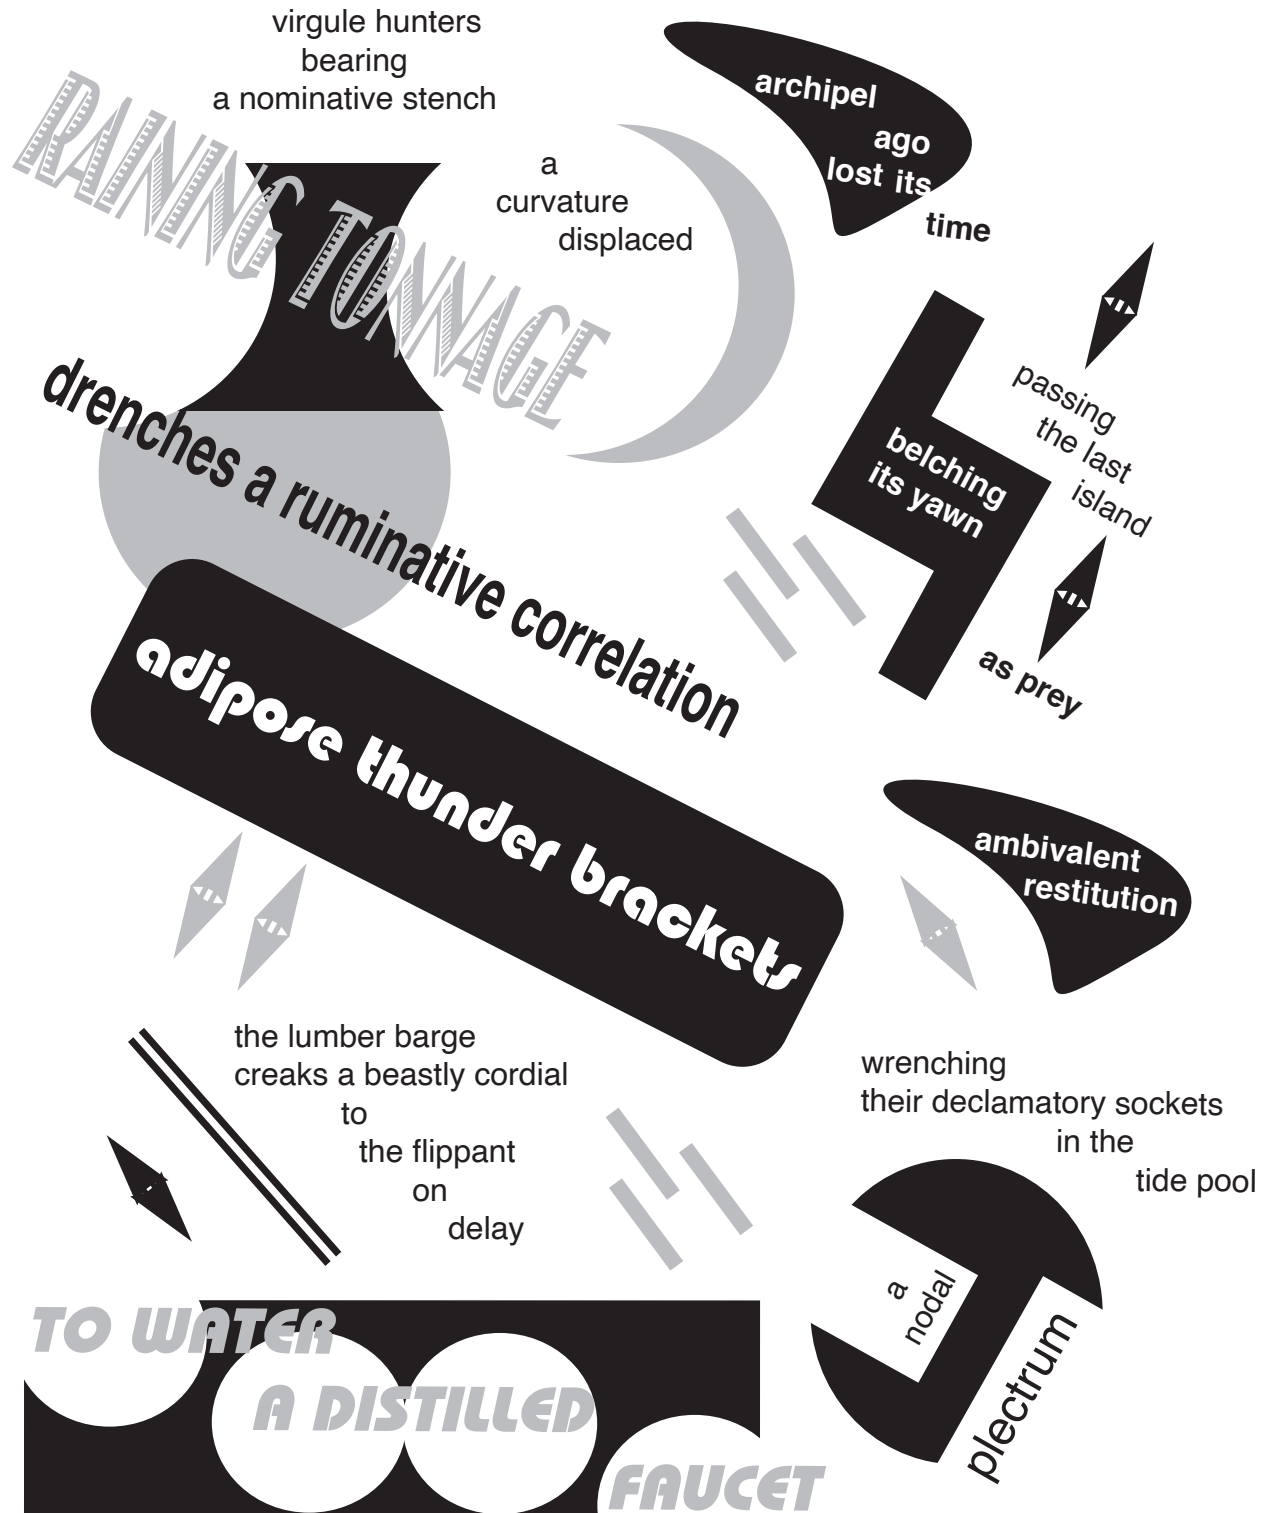 virgule hunters
bearing
a nominative stench
RAINING TONNAGE
a
curvature
displaced
archipel
ago
lost its
time
drenches a ruminative correlation
passing
the last
island
belching
its yawn
as prey
adipose thunder brackets
ambivalent
restitution
the lumber barge
creaks a beastly cordial
to
the flippant
on
delay
wrenching
their declamatory sockets
in the
tide pool
a
nodal
plectrum
TO WATER
A DISTILLED
FAUCET